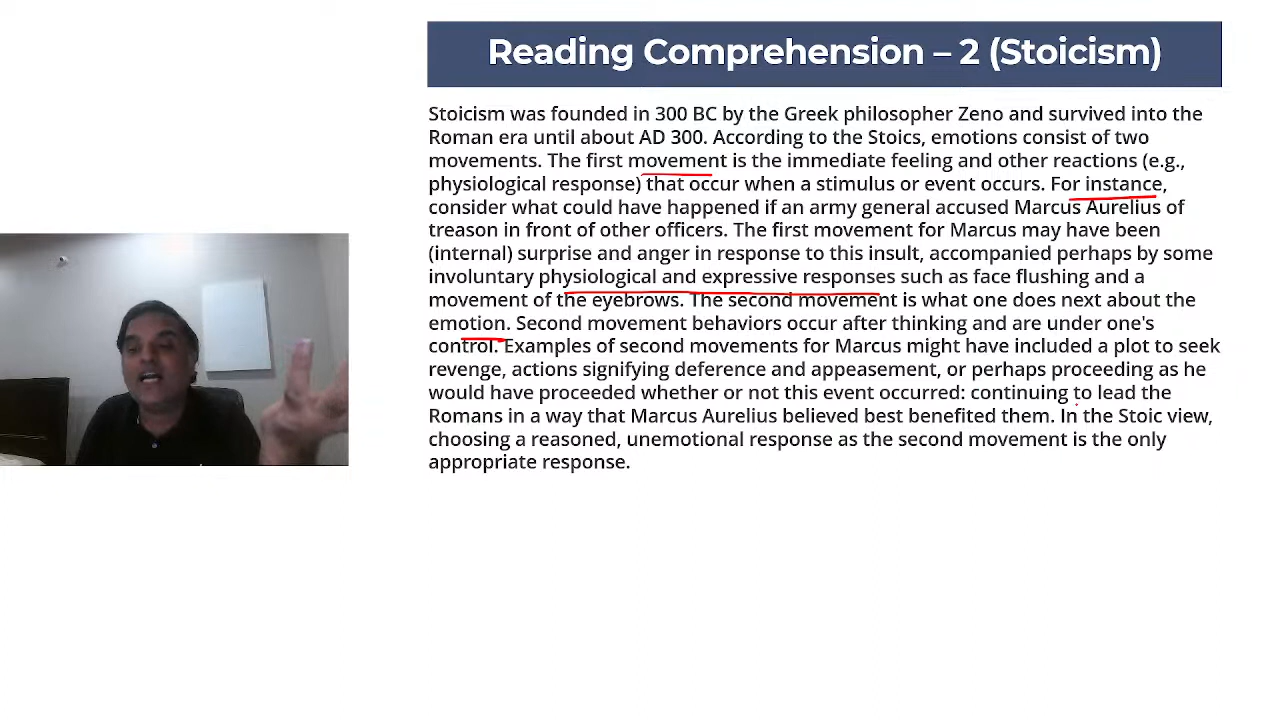 Reading Comprehension – 2 (Stoicism)
Stoicism was founded in 300 BC by the Greek philosopher Zeno and survived into the
Roman era until about AD 300. According to the Stoics, emotions consist of two
movements. The first movement is the immediate feeling and other reactions (e.g.,
physiological response) that occur when a stimulus or event occurs. For instance,
consider what could have happened if an army general accused Marcus Aurelius of
treason in front of other officers. The first movement for Marcus may have been
(internal) surprise and anger in response to this insult, accompanied perhaps by some
involuntary physiological and expressive responses such as face flushing and a
movement of the eyebrows. The second movement is what one does next about the
emotion. Second movement behaviors occur after thinking and are under one's
control. Examples of second movements for Marcus might have included a plot to seek
revenge, actions signifying deference and appeasement, or perhaps proceeding as he
would have proceeded whether or not this event occurred: continuing to lead the
Romans in a way that Marcus Aurelius believed best benefited them. In the Stoic view,
choosing a reasoned, unemotional response as the second movement is the only
appropriate response.